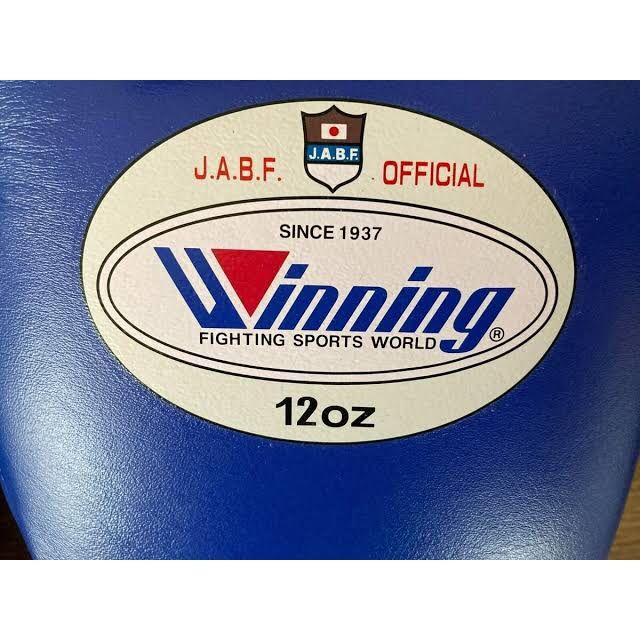 J.A.B.F.
J.A.B.F. OFFICIAL
SINCE 1937
Winning®
FIGHTING SPORTS WORLD
12oz